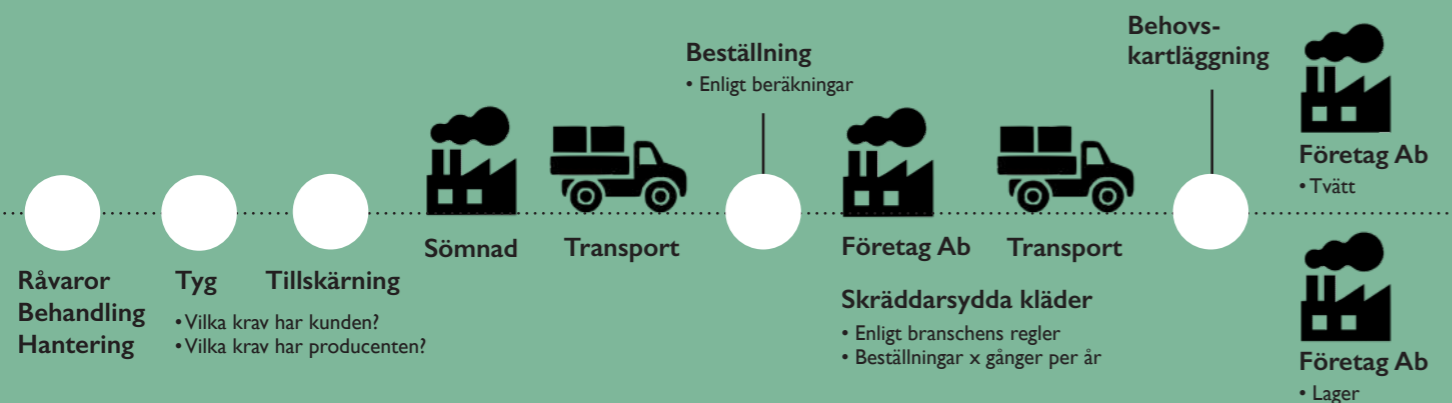 Råvaror
Behandling
Hantering
Tyg
Tillskärning
• Vilka krav har kunden?
• Vilka krav har producenten?
Sömnad
Transport
Beställning
• Enligt beräkningar
Företag Ab
Skräddarsydda kläder
• Enligt branschens regler
• Beställningar x gånger per år
Transport
Behovs-
kartläggning
Företag Ab
• Tvätt
Företag Ab
• Lager